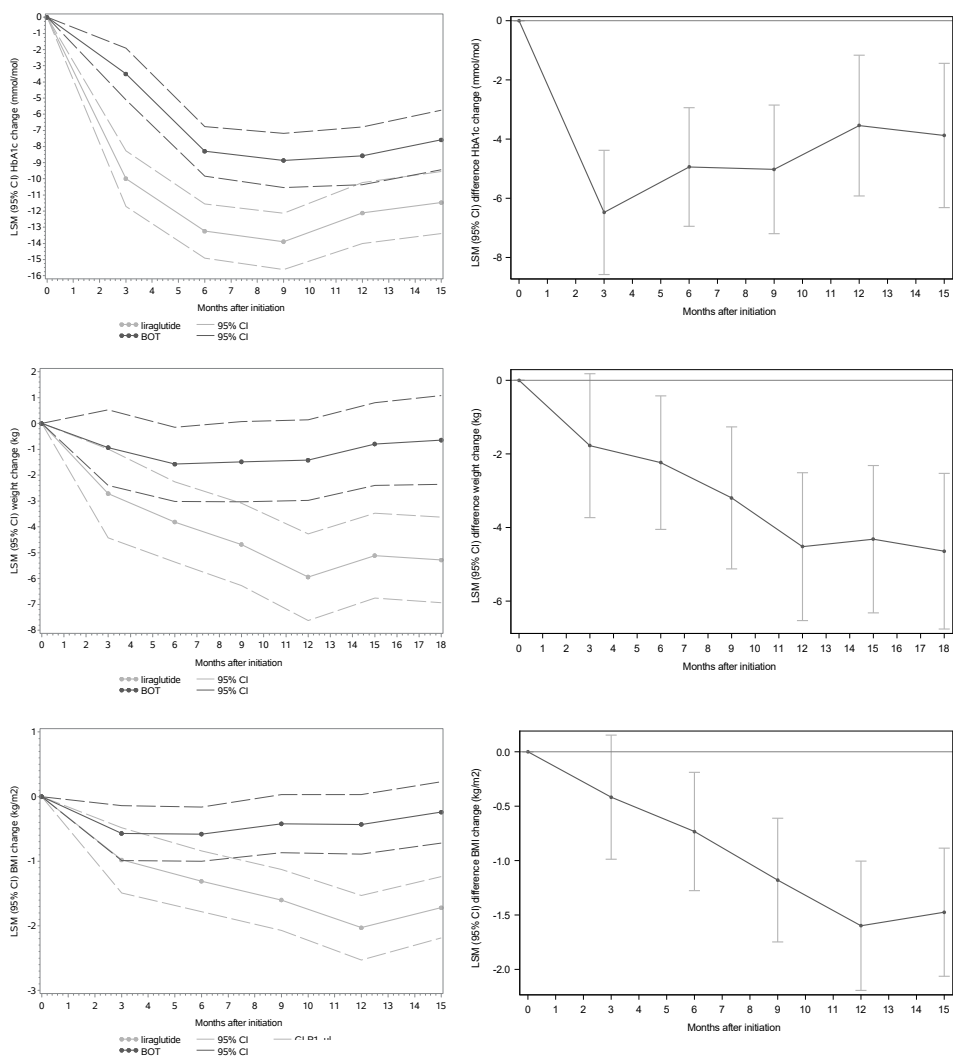 LSM (95% CI) HbA1c change (mmol/mol)
0
-1
-2
-3
-4
-5
-6
-7
-8
-9
-10
-11
-12
-13
-14
-15
-16
0 1 2 3 4 5 6 7 8 9 10 11 12 13 14 15
Months after initiation
liraglutide 95% CI
BOT 95% CI
LSM (95% CI) difference HbA1c change (mmol/mol)
0
-2
-4
-6
-8
0 1 2 3 4 5 6 7 8 9 10 11 12 13 14 15
Months after initiation
LSM (95% CI) weight change (kg)
2
1
0
-1
-2
-3
-4
-5
-6
-7
-8
0 1 2 3 4 5 6 7 8 9 10 11 12 13 14 15 16 17 18
Months after initiation
liraglutide 95% CI
BOT 95% CI
LSM (95% CI) difference weight change (kg)
0
-2
-4
-6
0 1 2 3 4 5 6 7 8 9 10 11 12 13 14 15 16 17 18
Months after initiation
LSM (95% CI) BMI change (kg/m2)
1
0
-1
-2
-3
0 1 2 3 4 5 6 7 8 9 10 11 12 13 14 15
Months after initiation
liraglutide 95% CI
BOT 95% CI
LSM (95% CI) difference BMI change (kg/m2)
0.0
-0.5
-1.0
-1.5
-2.0
0 1 2 3 4 5 6 7 8 9 10 11 12 13 14 15
Months after initiation